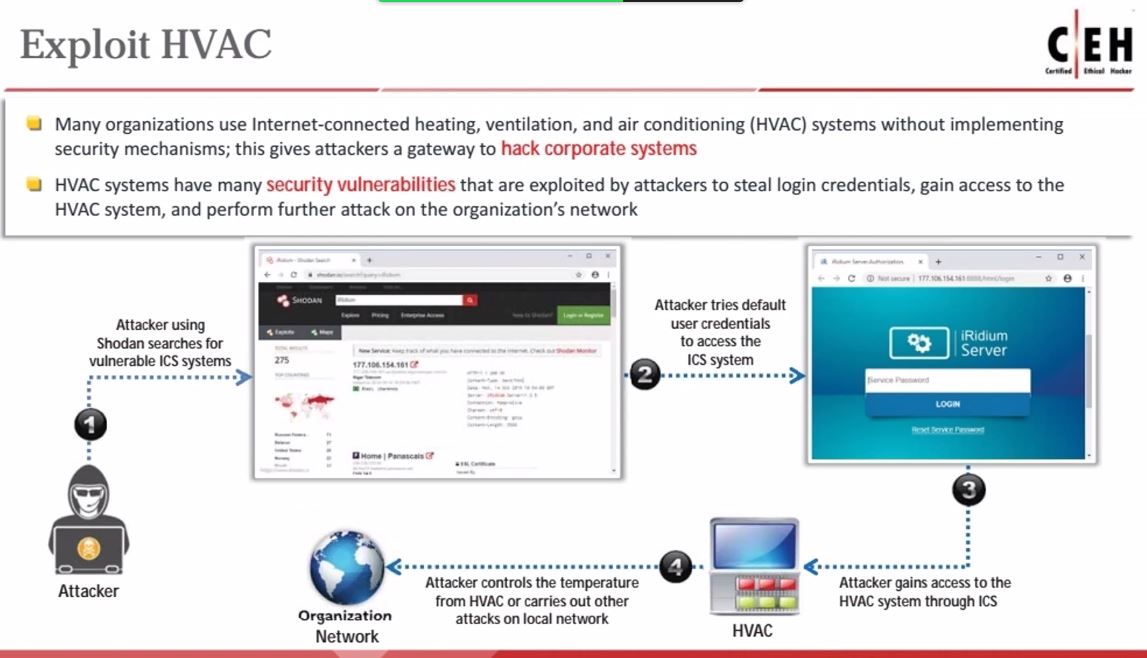 Exploit HVAC
C|EH
Certified Ethical Hacker
Many organizations use Internet-connected heating, ventilation, and air conditioning (HVAC) systems without implementing
security mechanisms; this gives attackers a gateway to hack corporate systems
HVAC systems have many security vulnerabilities that are exploited by attackers to steal login credentials, gain access to the
HVAC system, and perform further attack on the organization's network
Attacker using
Shodan searches for
vulnerable ICS systems
1
Attacker
iRidium - Shodan Search
SHODAN
iRidium
Explore Pricing Enterprise Access
New to Shodan? Login or Register
Exploits Maps
TOTAL RESULTS
275
TOP COUNTRIES
New Service: Keep track of what you have connected to the Internet. Check out Shodan Monitor
177.106.154.161
Home | Panascais
SSL Certificate
Attacker tries default
user credentials
to access the
ICS system
2
iRidium Server Authorization
Not secure | 177.106.154.161:8888/html/login
iRidium
Server
Service Password
LOGIN
Reset Service Password
3
Attacker gains access to the
HVAC system through ICS
HVAC
4
Attacker controls the temperature
from HVAC or carries out other
attacks on local network
Organization
Network